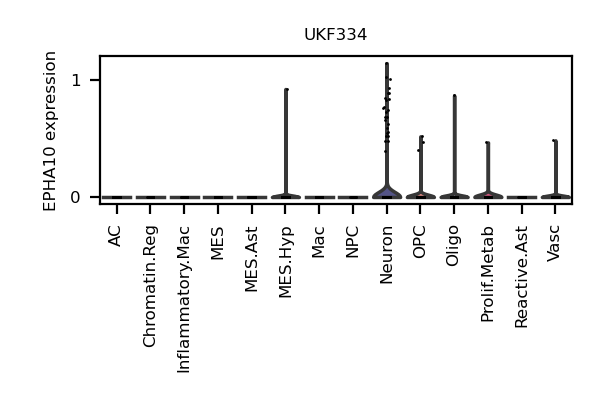 UKF334
EPHA10 expression
1
0
AC
Chromatin.Reg
Inflammatory.Mac
MES
MES.Ast
MES.Hyp
Mac
NPC
Neuron
OPC
Oligo
Prolif.Metab
Reactive.Ast
Vasc